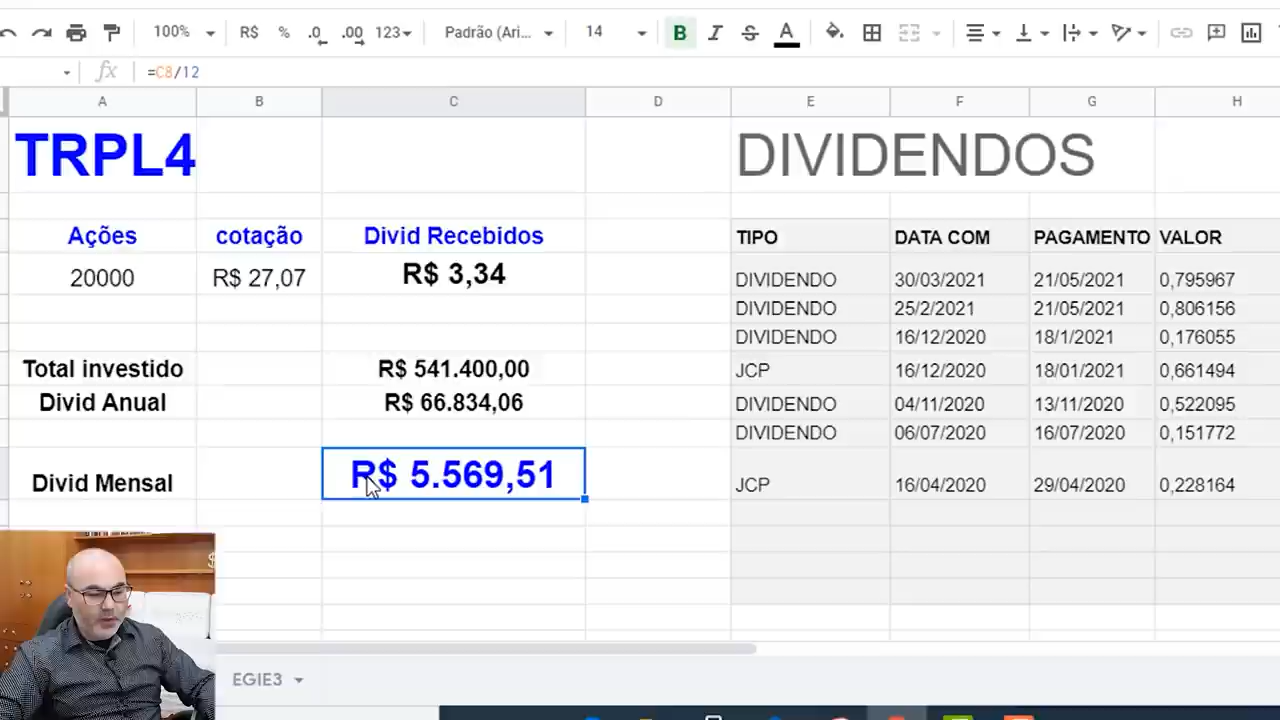 100% R$ % .0 .00 123 Padrão (Ari... 14 B I S A
fx =C8/12
A B C D E F G H
TRPL4 DIVIDENDOS
Ações cotação Divid Recebidos TIPO DATA COM PAGAMENTO VALOR
20000 R$ 27,07 R$ 3,34 DIVIDENDO 30/03/2021 21/05/2021 0,795967
DIVIDENDO 25/2/2021 21/05/2021 0,806156
DIVIDENDO 16/12/2020 18/1/2021 0,176055
Total investido R$ 541.400,00 JCP 16/12/2020 18/01/2021 0,661494
Divid Anual R$ 66.834,06 DIVIDENDO 04/11/2020 13/11/2020 0,522095
DIVIDENDO 06/07/2020 16/07/2020 0,151772
Divid Mensal R$ 5.569,51 JCP 16/04/2020 29/04/2020 0,228164
EGIE3